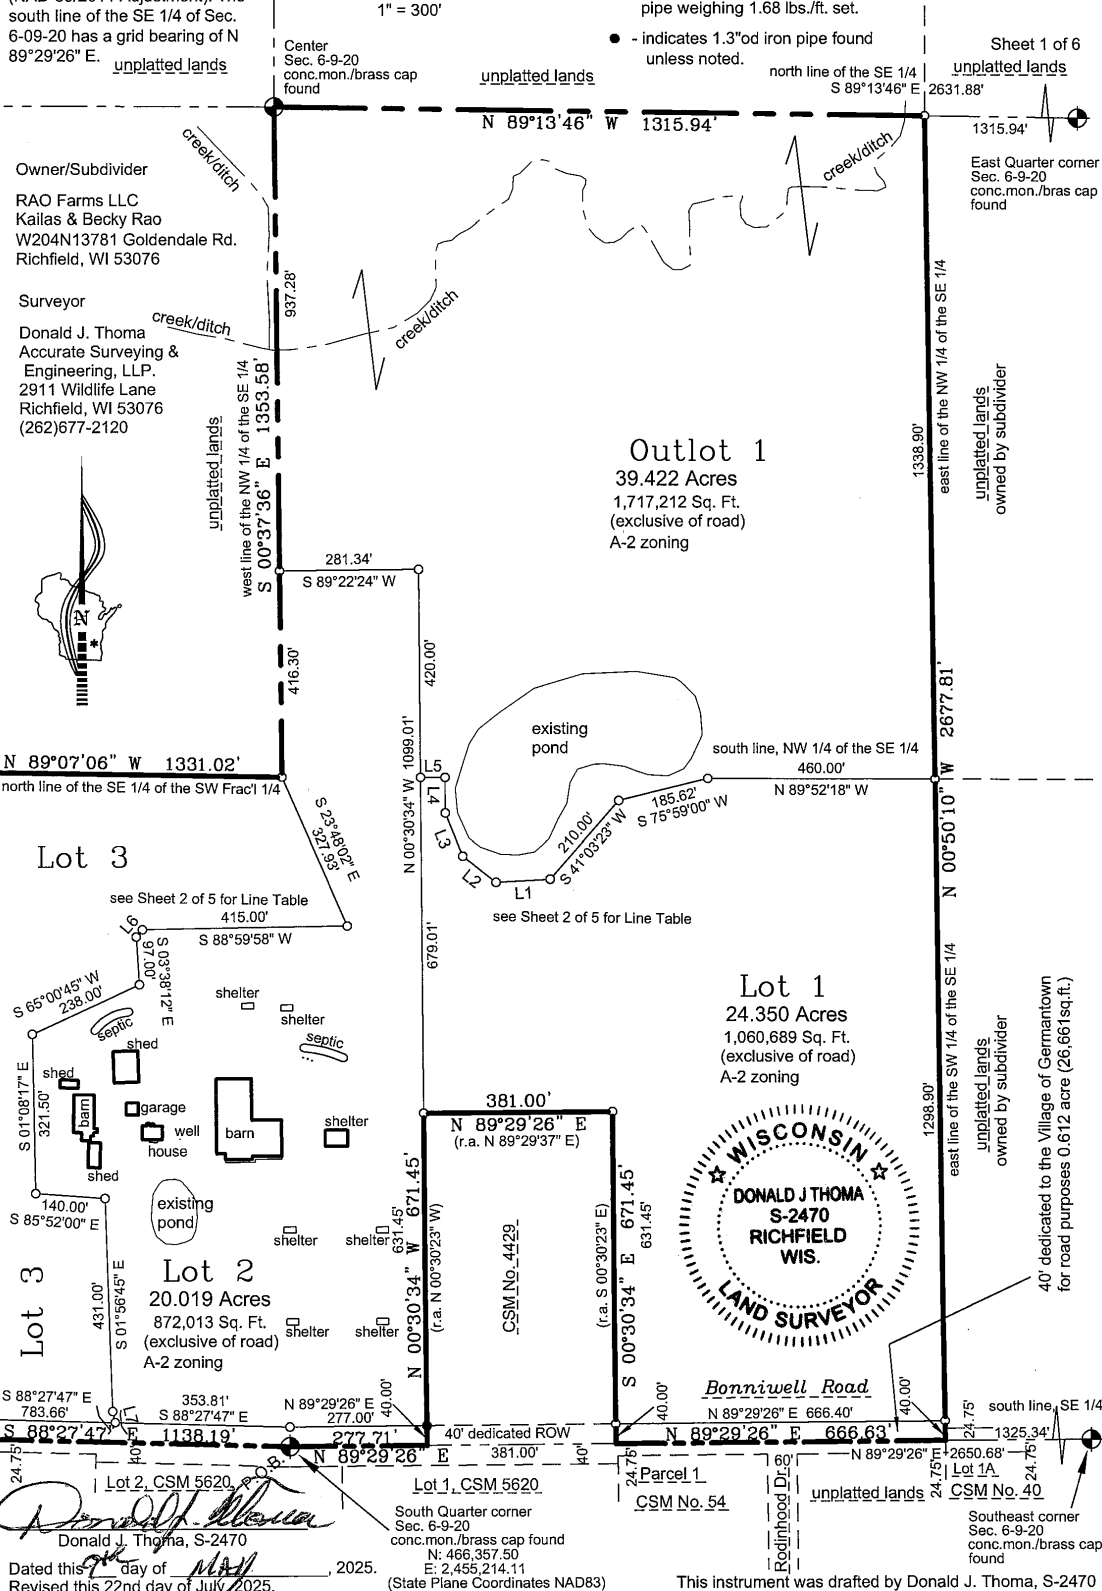 (NAD-83/2011 Adjustment). The
south line of the SE 1/4 of Sec.
6-09-20 has a grid bearing of N
89°29'26" E.
unplatted lands
1" = 300'
pipe weighing 1.68 lbs./ft. set.
- indicates 1.3"od iron pipe found
unless noted.
Sheet 1 of 6
Center
Sec. 6-9-20
conc.mon./brass cap
found
unplatted lands
north line of the SE 1/4
S 89°13'46" E 2631.88'
unplatted lands
N 89°13'46" W 1315.94'
1315.94'
East Quarter corner
Sec. 6-9-20
conc.mon./bras cap
found
creek/ditch
creek/ditch
creek/ditch
creek/ditch
Owner/Subdivider
RAO Farms LLC
Kailas & Becky Rao
W204N13781 Goldendale Rd.
Richfield, WI 53076
Surveyor
Donald J. Thoma
Accurate Surveying &
Engineering, LLP.
2911 Wildlife Lane
Richfield, WI 53076
(262)677-2120
N
*
937.28'
unplatted lands
west line of the NW 1/4 of the SE 1/4
S 00°37'36" E 1353.58'
416.30'
Outlot 1
39.422 Acres
1,717,212 Sq. Ft.
(exclusive of road)
A-2 zoning
1338.90'
east line of the NW 1/4 of the SE 1/4
unplatted lands
owned by subdivider
281.34'
S 89°22'24" W
420.00'
N 00°30'34" W 1099.01'
679.01'
existing
pond
south line, NW 1/4 of the SE 1/4
460.00'
N 89°52'18" W
185.62'
S 75°59'00" W
210.00'
S 41°03'23" W
L5
L4
L3
L2
L1
see Sheet 2 of 5 for Line Table
N 00°50'10" W 2677.81'
N 89°07'06" W 1331.02'
north line of the SE 1/4 of the SW Frac'l 1/4
S 23°48'02" E
327.93'
Lot 3
see Sheet 2 of 5 for Line Table
415.00'
S 88°59'58" W
L6
97.00'
S 03°38'12" E
S 65°00'45" W
238.00'
S 01°08'17" E
321.50'
140.00'
S 85°52'00" E
431.00'
S 01°56'45" E
septic
shed
shed
barn
garage
well
house
shed
shelter
shelter
septic
barn
shelter
existing
pond
shelter
shelter
shelter
shelter
Lot 3
Lot 2
20.019 Acres
872,013 Sq. Ft.
(exclusive of road)
A-2 zoning
Lot 1
24.350 Acres
1,060,689 Sq. Ft.
(exclusive of road)
A-2 zoning
381.00'
N 89°29'26" E
(r.a. N 89°29'37" E)
N 00°30'34" W 671.45'
631.45'
(r.a. N 00°30'23" W)
CSM No. 4429
(r.a. S 00°30'23" E)
S 00°30'34" E 671.45'
631.45'
WISCONSIN
DONALD J THOMA
S-2470
RICHFIELD
WIS.
LAND SURVEYOR
1298.90'
east line of the SW 1/4 of the SE 1/4
unplatted lands
owned by subdivider
40' dedicated to the Village of Germantown
for road purposes 0.612 acre (26,661sq.ft.)
Bonniwell Road
S 88°27'47" E
783.66'
L7
353.81'
S 88°27'47" E
N 89°29'26" E
277.00'
40.00'
40.00'
N 89°29'26" E 666.40'
40.00'
24.75'
south line, SE 1/4
S 88°27'47" E 1138.19'
277.71'
40' dedicated ROW
N 89°29'26" E
381.00'
N 89°29'26" E 666.63'
N 89°29'26" E 2650.68'
1325.34'
24.75'
40'
40'
24.75'
60'
24.75'
24.75'
P.O.B.
Lot 2, CSM 5620
Lot 1, CSM 5620
Parcel 1
CSM No. 54
Rodinhood Dr.
unplatted lands
Lot 1A
CSM No. 40
Donald J. Thoma
Donald J. Thoma, S-2470
Dated this 9th day of MAY, 2025.
Revised this 22nd day of July, 2025.
South Quarter corner
Sec. 6-9-20
conc.mon./brass cap found
N: 466,357.50
E: 2,455,214.11
(State Plane Coordinates NAD83)
Southeast corner
Sec. 6-9-20
conc.mon./brass cap
found
This instrument was drafted by Donald J. Thoma, S-2470